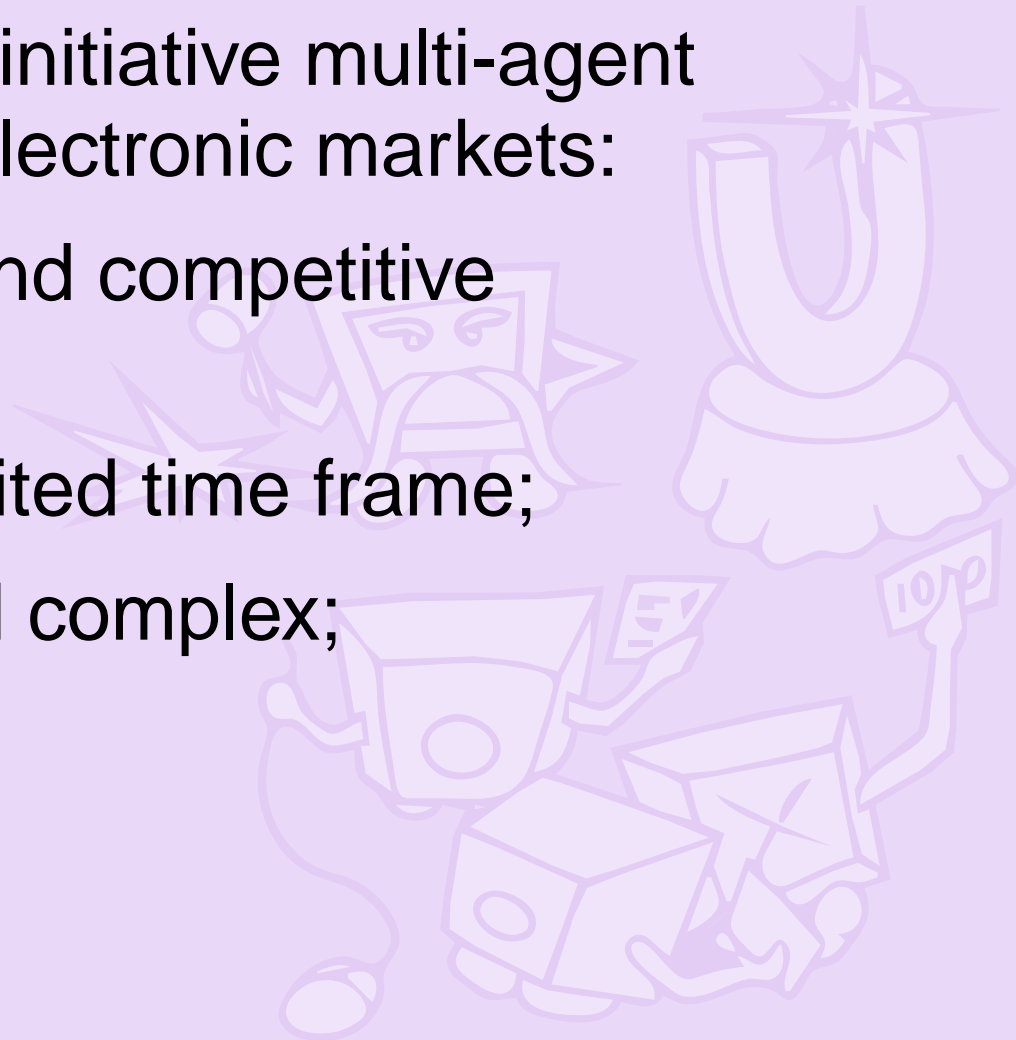 initiative multi-agent
lectronic markets:
nd competitive
ited time frame;
l complex;